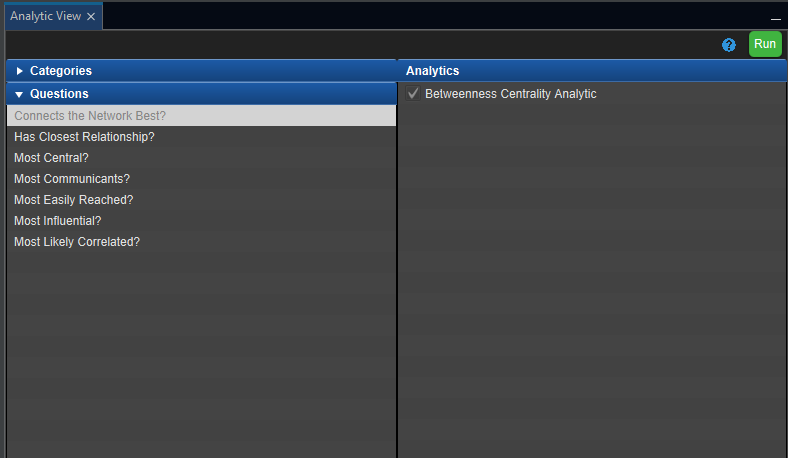 Analytic View
Run
Categories
Questions
Connects the Network Best?
Has Closest Relationship?
Most Central?
Most Communicants?
Most Easily Reached?
Most Influential?
Most Likely Correlated?
Analytics
Betweenness Centrality Analytic